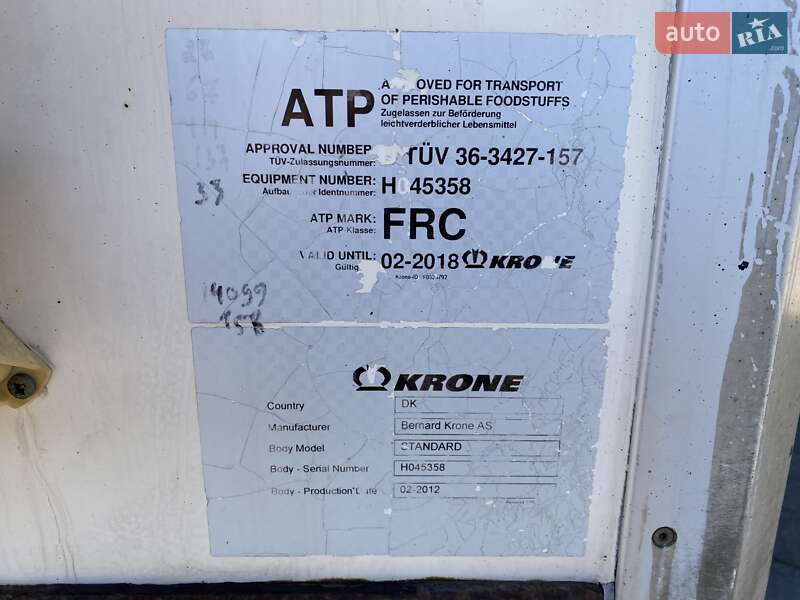 auto RIA .com
ATP
APPROVED FOR TRANSPORT
OF PERISHABLE FOODSTUFFS
Zugelassen zur Beförderung
leichtverderblicher Lebensmittel
APPROVAL NUMBER
TÜV-Zulassungsnummer:
TÜV 36-3427-157
EQUIPMENT NUMBER: H045358
ATP MARK: FRC
ATP-Klasse:
VALID UNTIL: 02-2018 KRONE
33
14099
KRONE
Country DK
Manufacturer Bernard Krone AS
Body Model STANDARD
Body - Serial Number H045358
Body - Production Date 02-2012